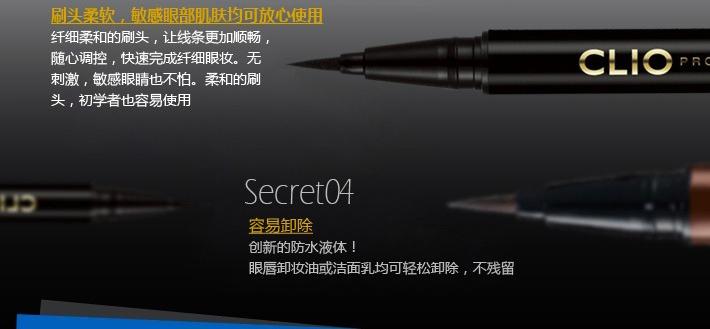 刷头柔软，敏感眼部肌肤均可放心使用
纤细柔和的刷头，让线条更加顺畅，
随心调控，快速完成纤细眼妆。无
刺激，敏感眼睛也不怕。柔和的刷
头，初学者也容易使用
CLIO PRO
Secret04
容易卸除
创新的防水液体！
眼唇卸妆油或洁面乳均可轻松卸除，不残留
CLIO